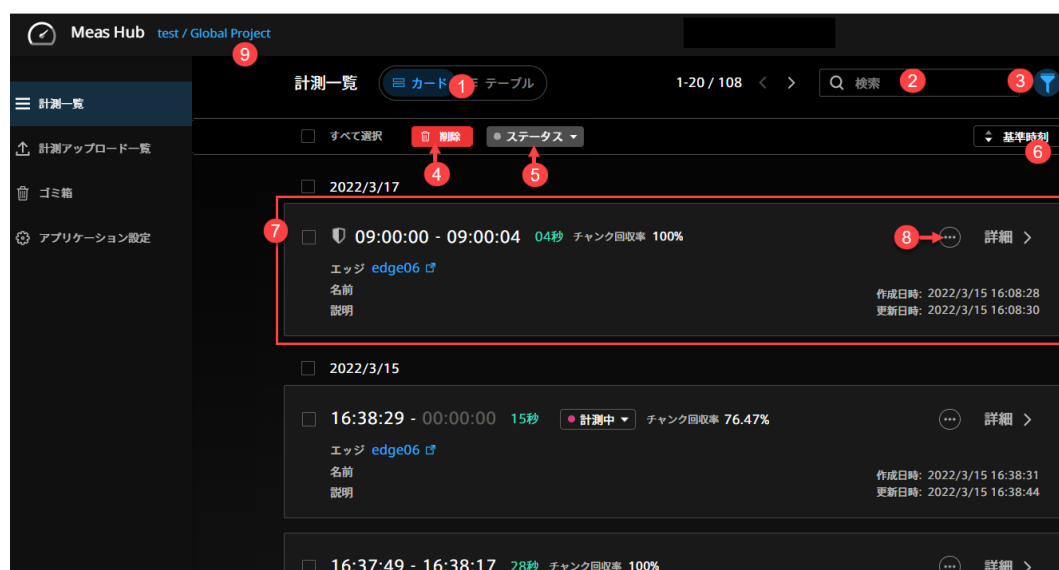 Meas Hub test / Global Project
9
計測一覧 カード 1 テーブル 1-20 / 108 検索 2 3
計測一覧
すべて選択 削除 ステータス 基準時刻
4 5 6
計測アップロード一覧
2022/3/17
ゴミ箱
7 09:00:00 - 09:00:04 04秒 チャンク回収率 100% 8 詳細
アプリケーション設定
エッジ edge06
名前
説明
作成日時: 2022/3/15 16:08:28
更新日時: 2022/3/15 16:08:30
2022/3/15
16:38:29 - 00:00:00 15秒 計測中 チャンク回収率 76.47% 詳細
エッジ edge06
名前
説明
作成日時: 2022/3/15 16:38:31
更新日時: 2022/3/15 16:38:44
16:37:49 - 16:38:17 28秒 チャンク回収率 100% 詳細